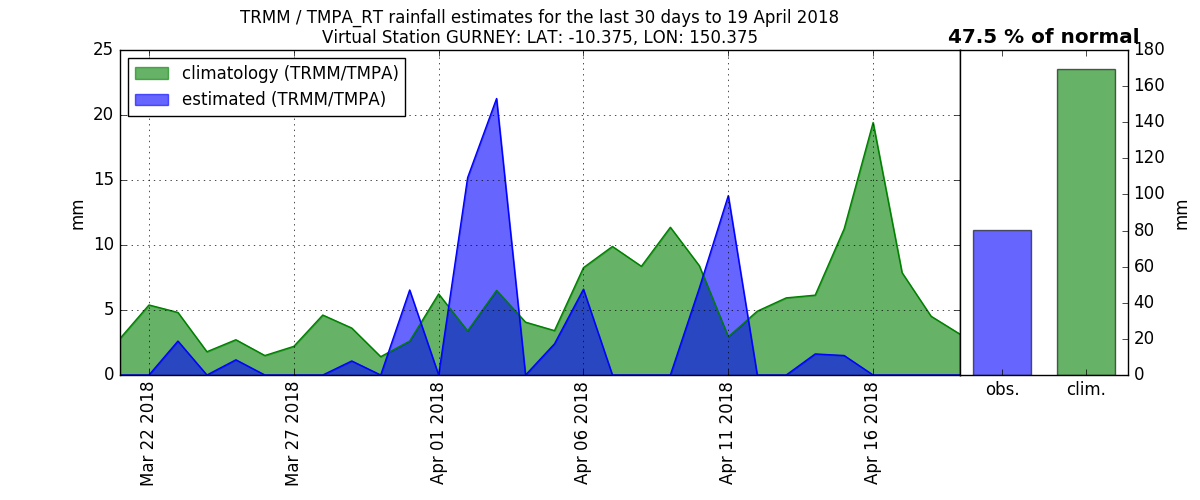 TRMM / TMPA_RT rainfall estimates for the last 30 days to 19 April 2018
Virtual Station GURNEY: LAT: -10.375, LON: 150.375
47.5 % of normal
climatology (TRMM/TMPA)
estimated (TRMM/TMPA)
25
20
15
10
5
0
mm
180
160
140
120
100
80
60
40
20
0
mm
Mar 22 2018
Mar 27 2018
Apr 01 2018
Apr 06 2018
Apr 11 2018
Apr 16 2018
obs.
clim.